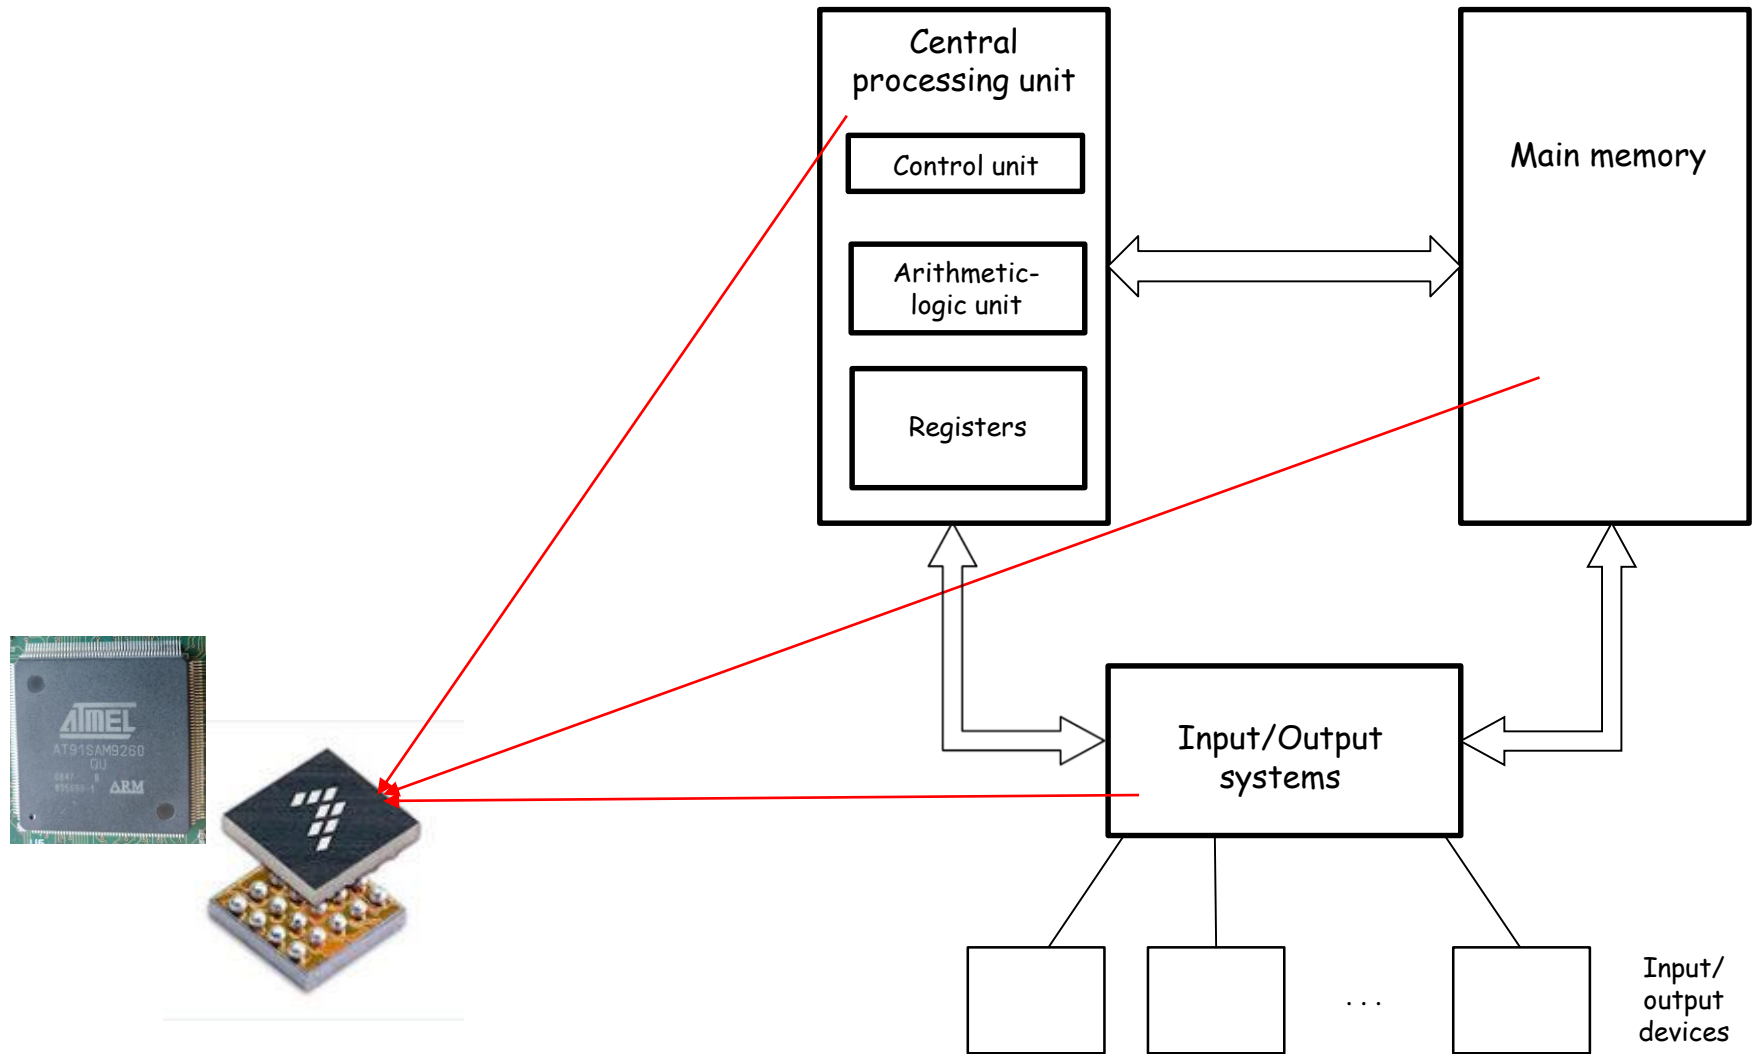 Central
processing unit
Control unit
Arithmetic-
logic unit
Registers
Main memory
Input/Output
systems
Input/
output
devices
. . .
ATMEL
AT91SAM9260
QU
ARM